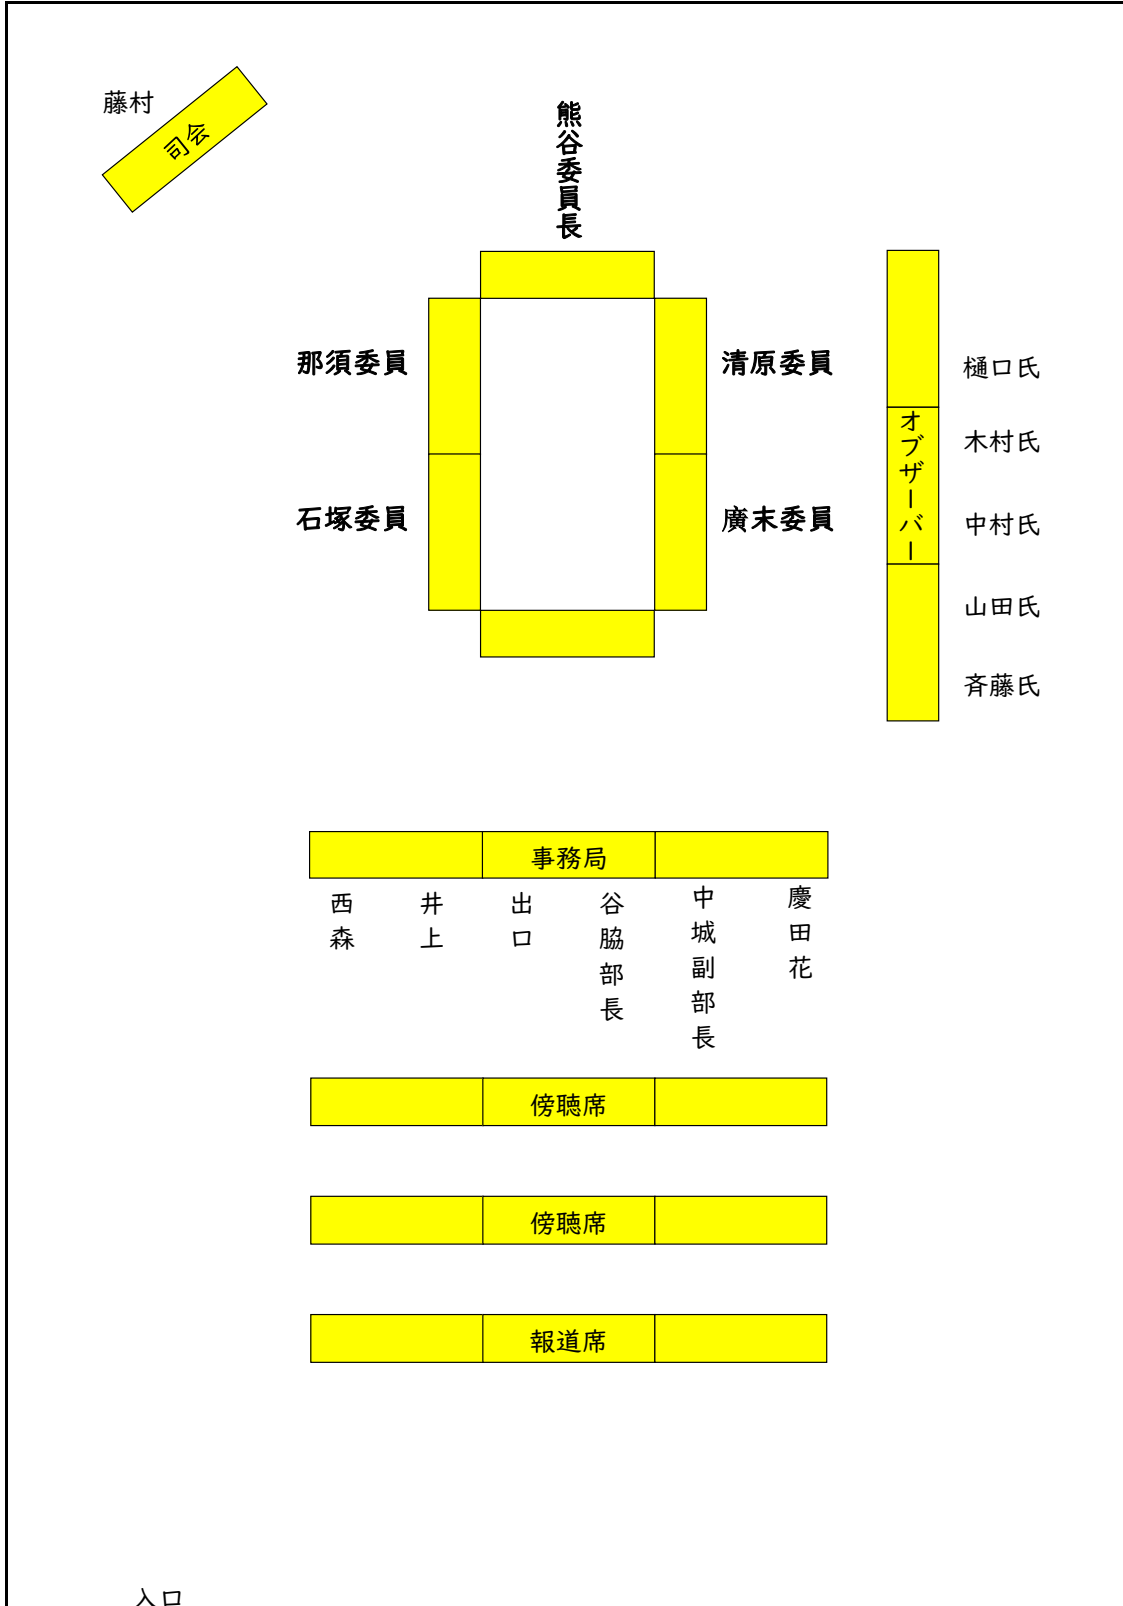 藤村
司会
熊谷委員長
那須委員
清原委員
石塚委員
廣末委員
オブザーバー
樋口氏
木村氏
中村氏
山田氏
斉藤氏
事務局
西森
井上
出口
谷脇部長
中城副部長
慶田花
傍聴席
傍聴席
報道席
入口